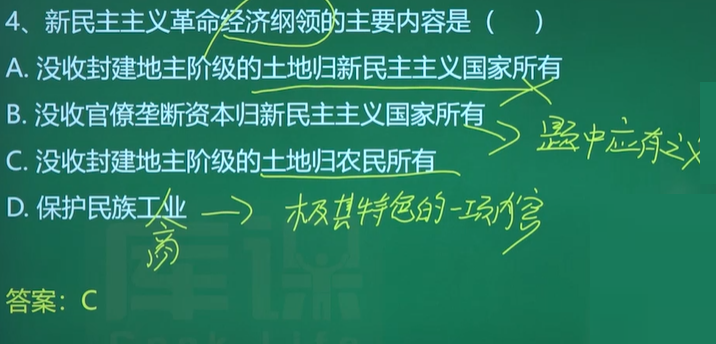 4、新民主主义革命经济纲领的主要内容是（　　）
A. 没收封建地主阶级的土地归新民主主义国家所有
B. 没收官僚垄断资本归新民主主义国家所有
题中应有之义
C. 没收封建地主阶级的土地归农民所有
D. 保护民族工业
商
极其特色的一项内容
答案：C
库课